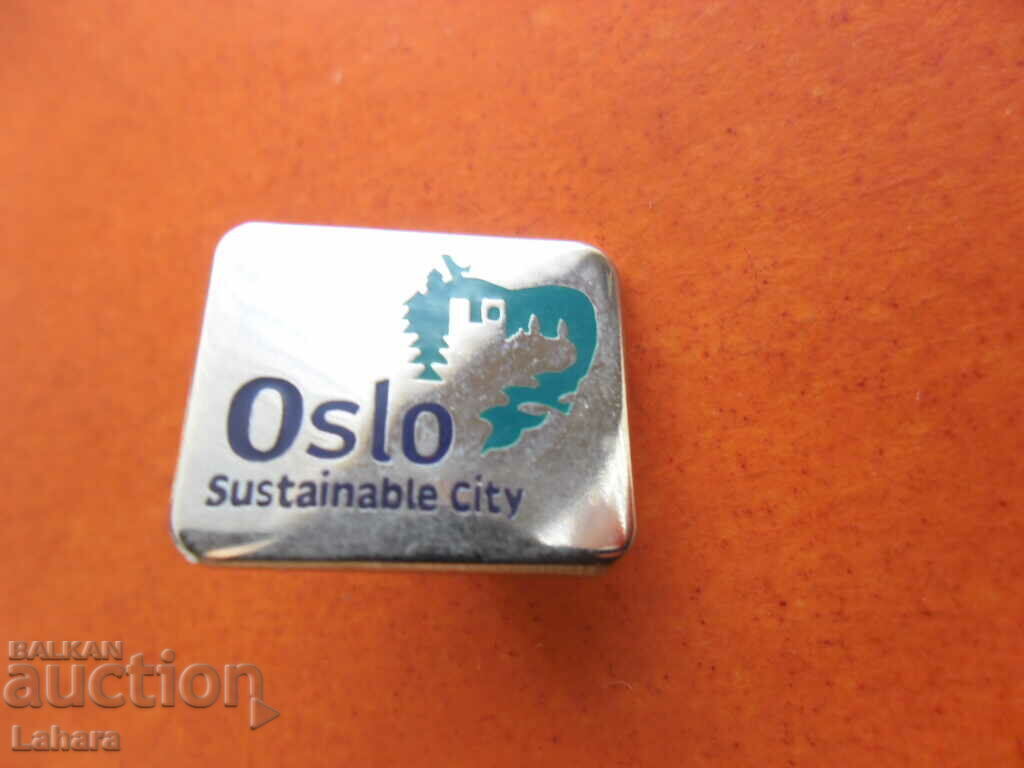 Oslo
Sustainable City
BALKAN
auction
Lahara